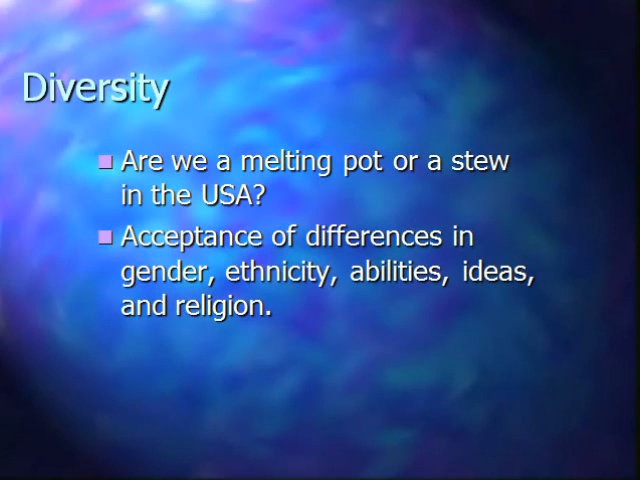 Diversity
Are we a melting pot or a stew
in the USA?
Acceptance of differences in
gender, ethnicity, abilities, ideas,
and religion.